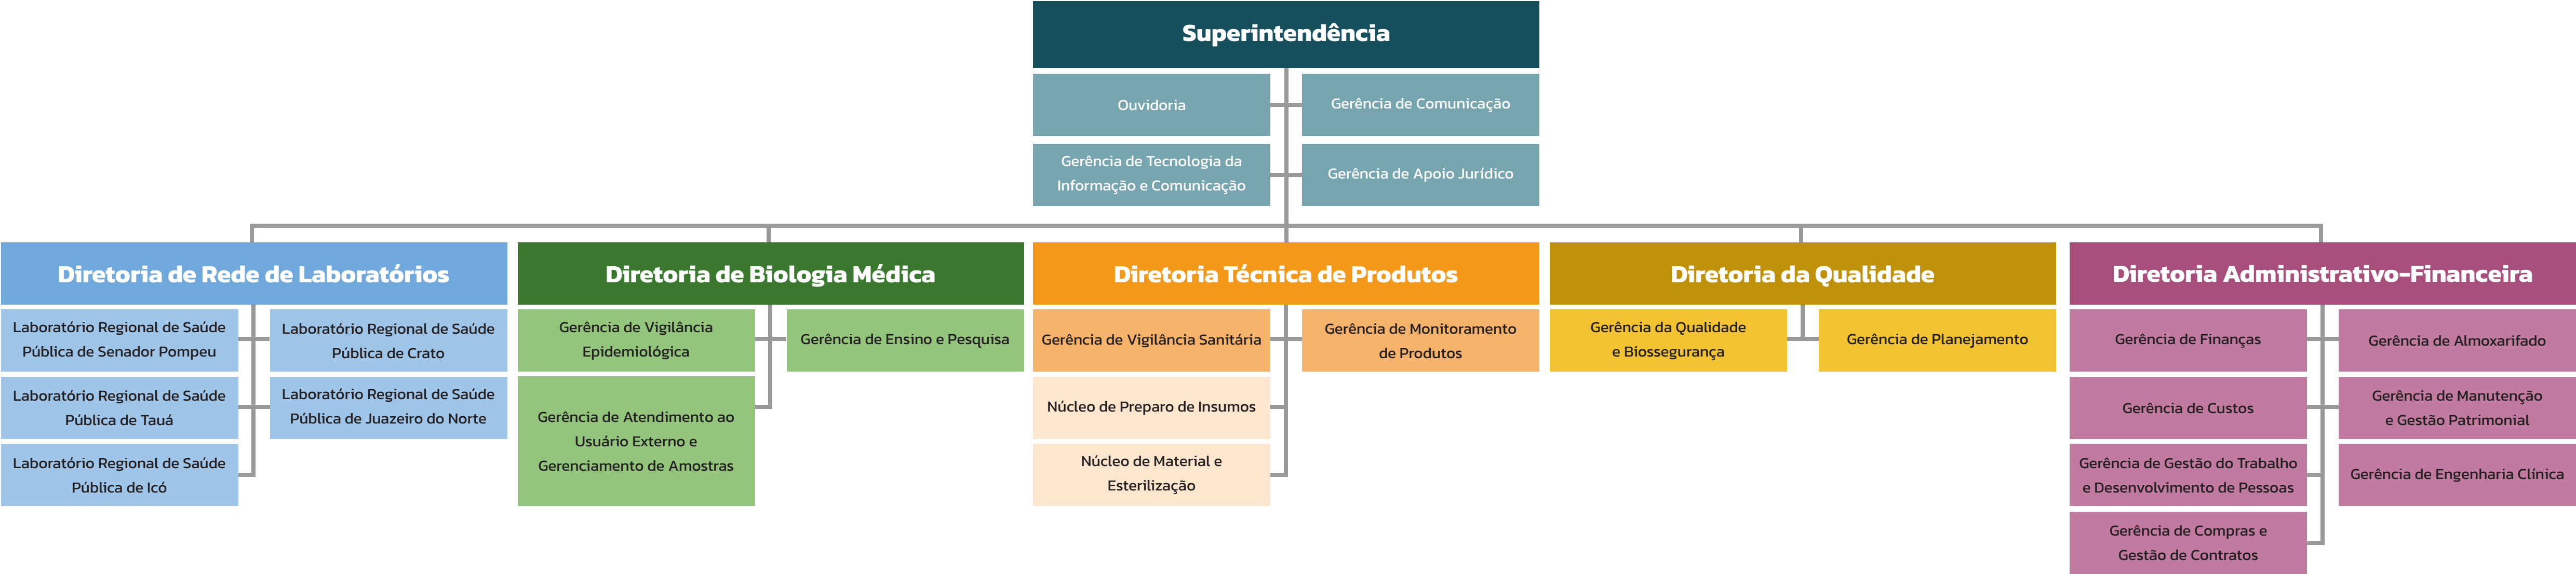 Superintendência
Ouvidoria
Gerência de Comunicação
Gerência de Tecnologia da
Informação e Comunicação
Gerência de Apoio Jurídico
Diretoria de Rede de Laboratórios
Laboratório Regional de Saúde
Pública de Senador Pompeu
Laboratório Regional de Saúde
Pública de Crato
Laboratório Regional de Saúde
Pública de Tauá
Laboratório Regional de Saúde
Pública de Juazeiro do Norte
Laboratório Regional de Saúde
Pública de Icó
Diretoria de Biologia Médica
Gerência de Vigilância
Epidemiológica
Gerência de Ensino e Pesquisa
Gerência de Atendimento ao
Usuário Externo e
Gerenciamento de Amostras
Diretoria Técnica de Produtos
Gerência de Vigilância Sanitária
Gerência de Monitoramento
de Produtos
Núcleo de Preparo de Insumos
Núcleo de Material e
Esterilização
Diretoria da Qualidade
Gerência da Qualidade
e Biossegurança
Gerência de Planejamento
Diretoria Administrativo-Financeira
Gerência de Finanças
Gerência de Almoxarifado
Gerência de Custos
Gerência de Manutenção
e Gestão Patrimonial
Gerência de Gestão do Trabalho
e Desenvolvimento de Pessoas
Gerência de Engenharia Clínica
Gerência de Compras e
Gestão de Contratos